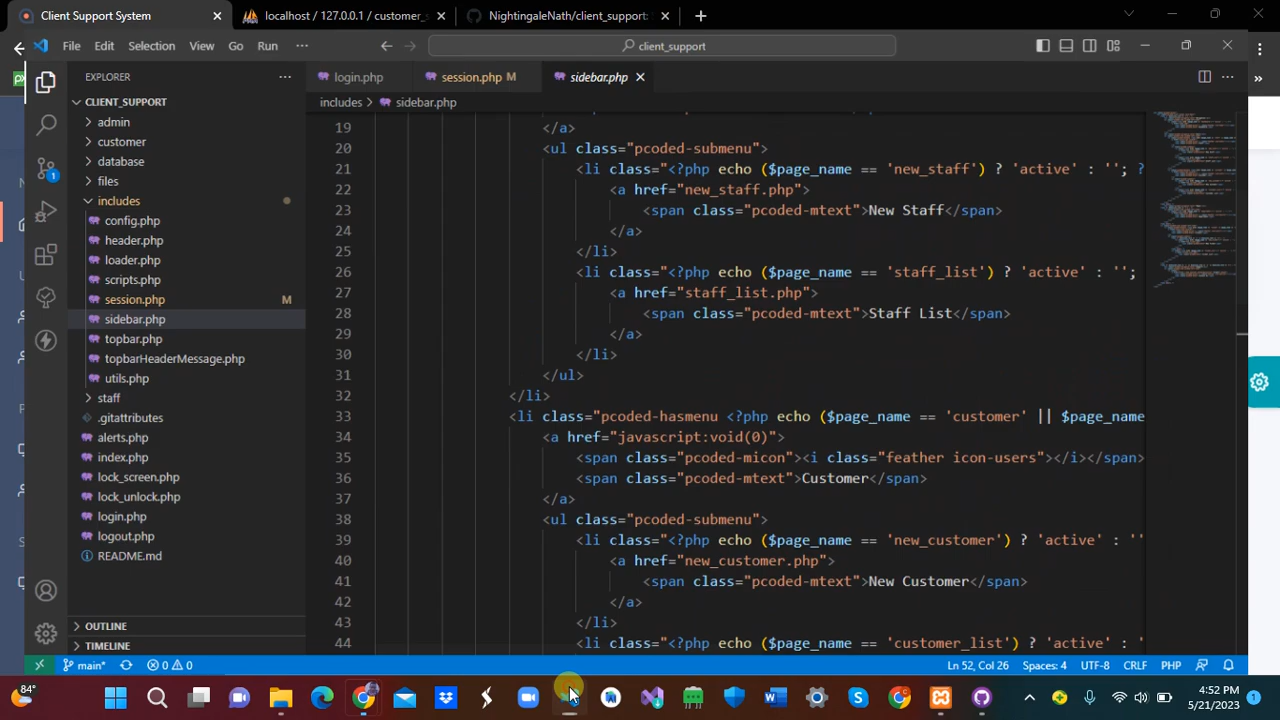 Client Support System
localhost / 127.0.0.1 / customer_s
NightingaleNath/client_support:
File Edit Selection View Go Run
client_support
EXPLORER
login.php
session.php M
sidebar.php
CLIENT_SUPPORT
includes > sidebar.php
admin
customer
database
files
includes
config.php
header.php
loader.php
scripts.php
session.php M
sidebar.php
topbar.php
topbarHeaderMessage.php
utils.php
staff
.gitattributes
alerts.php
index.php
lock_screen.php
lock_unlock.php
login.php
logout.php
README.md
OUTLINE
TIMELINE
19 </a>
20 <ul class="pcoded-submenu">
21 <li class="<?php echo ($page_name == 'new_staff') ? 'active' : ''; ?
22 <a href="new_staff.php">
23 <span class="pcoded-mtext">New Staff</span>
24 </a>
25 </li>
26 <li class="<?php echo ($page_name == 'staff_list') ? 'active' : '';
27 <a href="staff_list.php">
28 <span class="pcoded-mtext">Staff List</span>
29 </a>
30 </li>
31 </ul>
32 </li>
33 <li class="pcoded-hasmenu <?php echo ($page_name == 'customer' || $page_name
34 <a href="javascript:void(0)">
35 <span class="pcoded-micon"><i class="feather icon-users"></i></span>
36 <span class="pcoded-mtext">Customer</span>
37 </a>
38 <ul class="pcoded-submenu">
39 <li class="<?php echo ($page_name == 'new_customer') ? 'active' : ''
40 <a href="new_customer.php">
41 <span class="pcoded-mtext">New Customer</span>
42 </a>
43 </li>
44 <li class="<?php echo ($page_name == 'customer_list') ? 'active' : '
main* 0 0
Ln 52, Col 26 Spaces: 4 UTF-8 CRLF PHP
84°
4:52 PM
5/21/2023